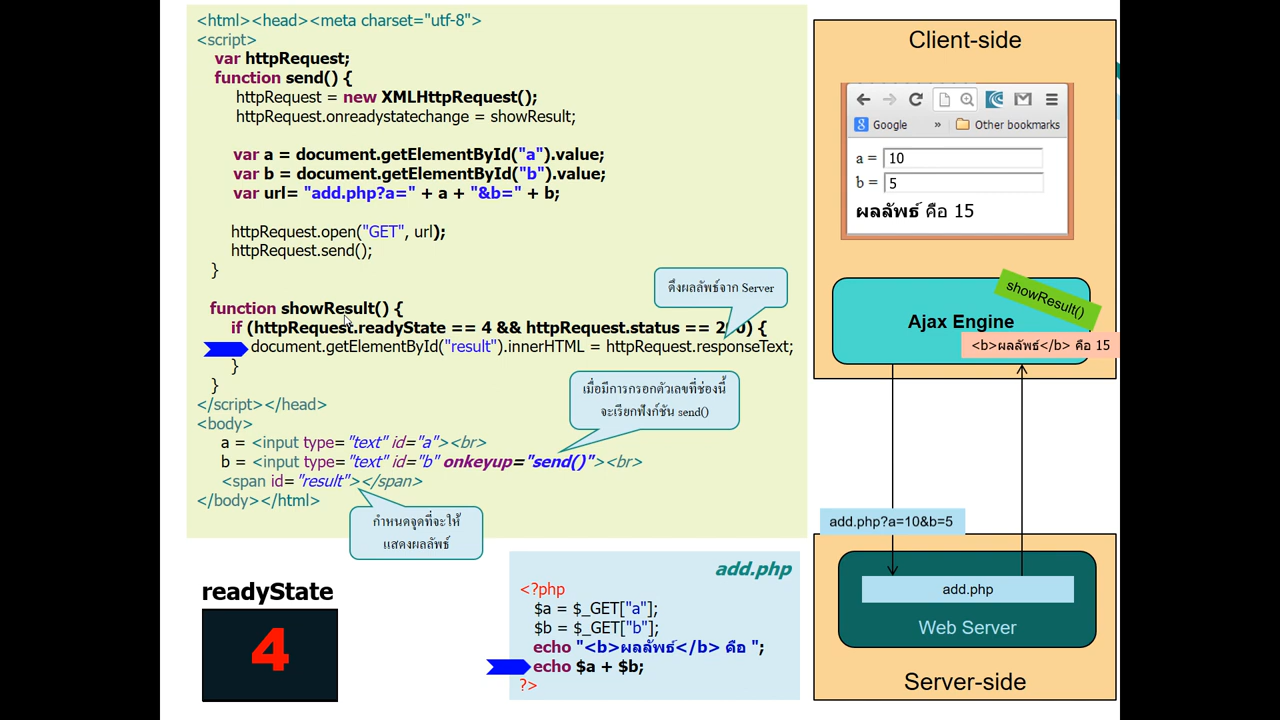 <html><head><meta charset="utf-8">
<script>
var httpRequest;
function send() {
httpRequest = new XMLHttpRequest();
httpRequest.onreadystatechange = showResult;
var a = document.getElementById("a").value;
var b = document.getElementById("b").value;
var url= "add.php?a=" + a + "&b=" + b;
httpRequest.open("GET", url);
httpRequest.send();
}
function showResult() {
if (httpRequest.readyState == 4 && httpRequest.status == 200) {
document.getElementById("result").innerHTML = httpRequest.responseText;
}
}
</script></head>
<body>
a = <input type="text" id="a"><br>
b = <input type="text" id="b" onkeyup="send()"><br>
<span id="result"></span>
</body></html>
ดึงผลลัพธ์จาก Server
เมื่อมีการกรอกตัวเลขที่ช่องนี้
จะเรียกฟังก์ชัน send()
กำหนดจุดที่จะให้
แสดงผลลัพธ์
readyState
4
add.php
<?php
$a = $_GET["a"];
$b = $_GET["b"];
echo "<b>ผลลัพธ์</b> คือ ";
echo $a + $b;
?>
Client-side
Google
»
Other bookmarks
a = 10
b = 5
ผลลัพธ์ คือ 15
showResult()
Ajax Engine
<b>ผลลัพธ์</b> คือ 15
add.php?a=10&b=5
add.php
Web Server
Server-side